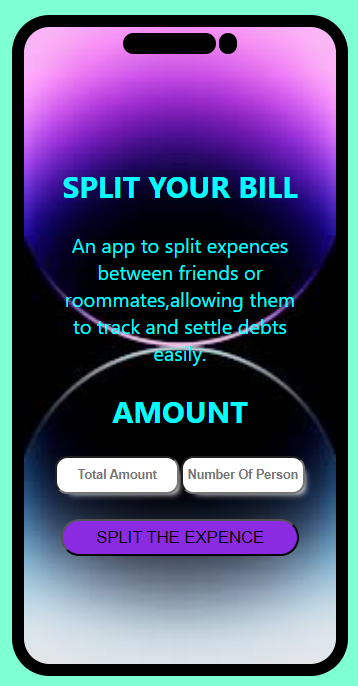 SPLIT YOUR BILL
An app to split expences
between friends or
roommates,allowing them
to track and settle debts
easily.
AMOUNT
Total Amount Number Of Person
SPLIT THE EXPENCE